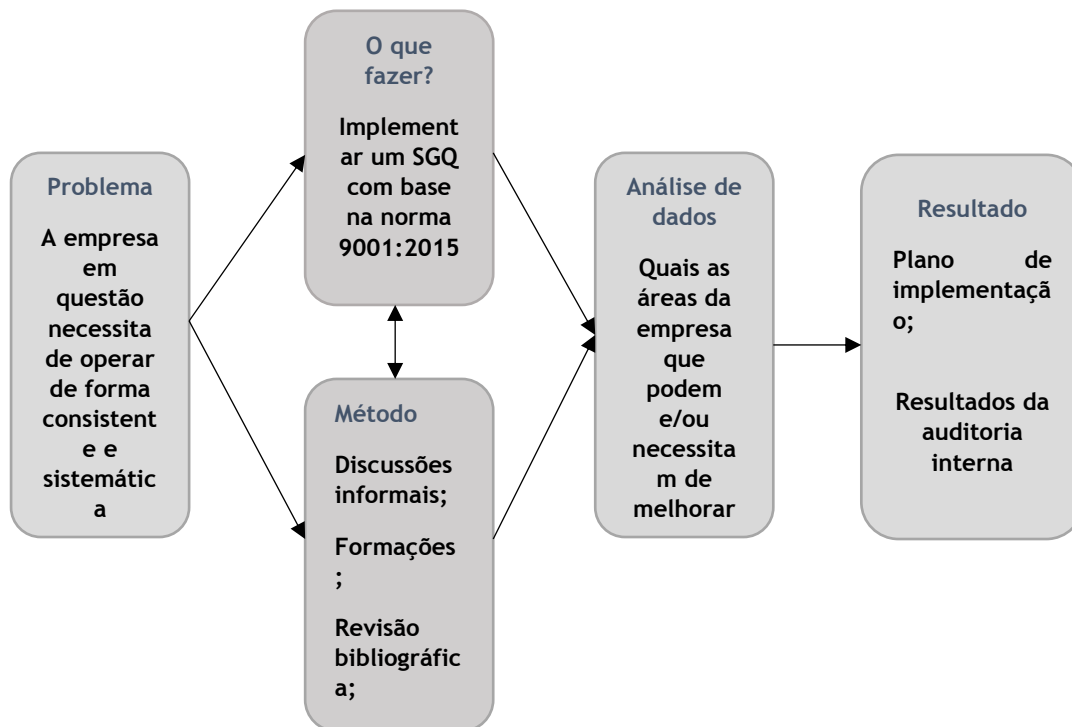 Problema
A empresa
em
questão
necessita
de operar
de forma
consistent
e e
sistemátic
a
O que
fazer?
Implement
ar um SGQ
com base
na norma
9001:2015
Método
Discussões
informais;
Formações
;
Revisão
bibliográfic
a;
Análise de
dados
Quais as
áreas da
empresa
que
podem
e/ou
necessita
m de
melhorar
Resultado
Plano de
implementaçã
o;
Resultados da
auditoria
interna